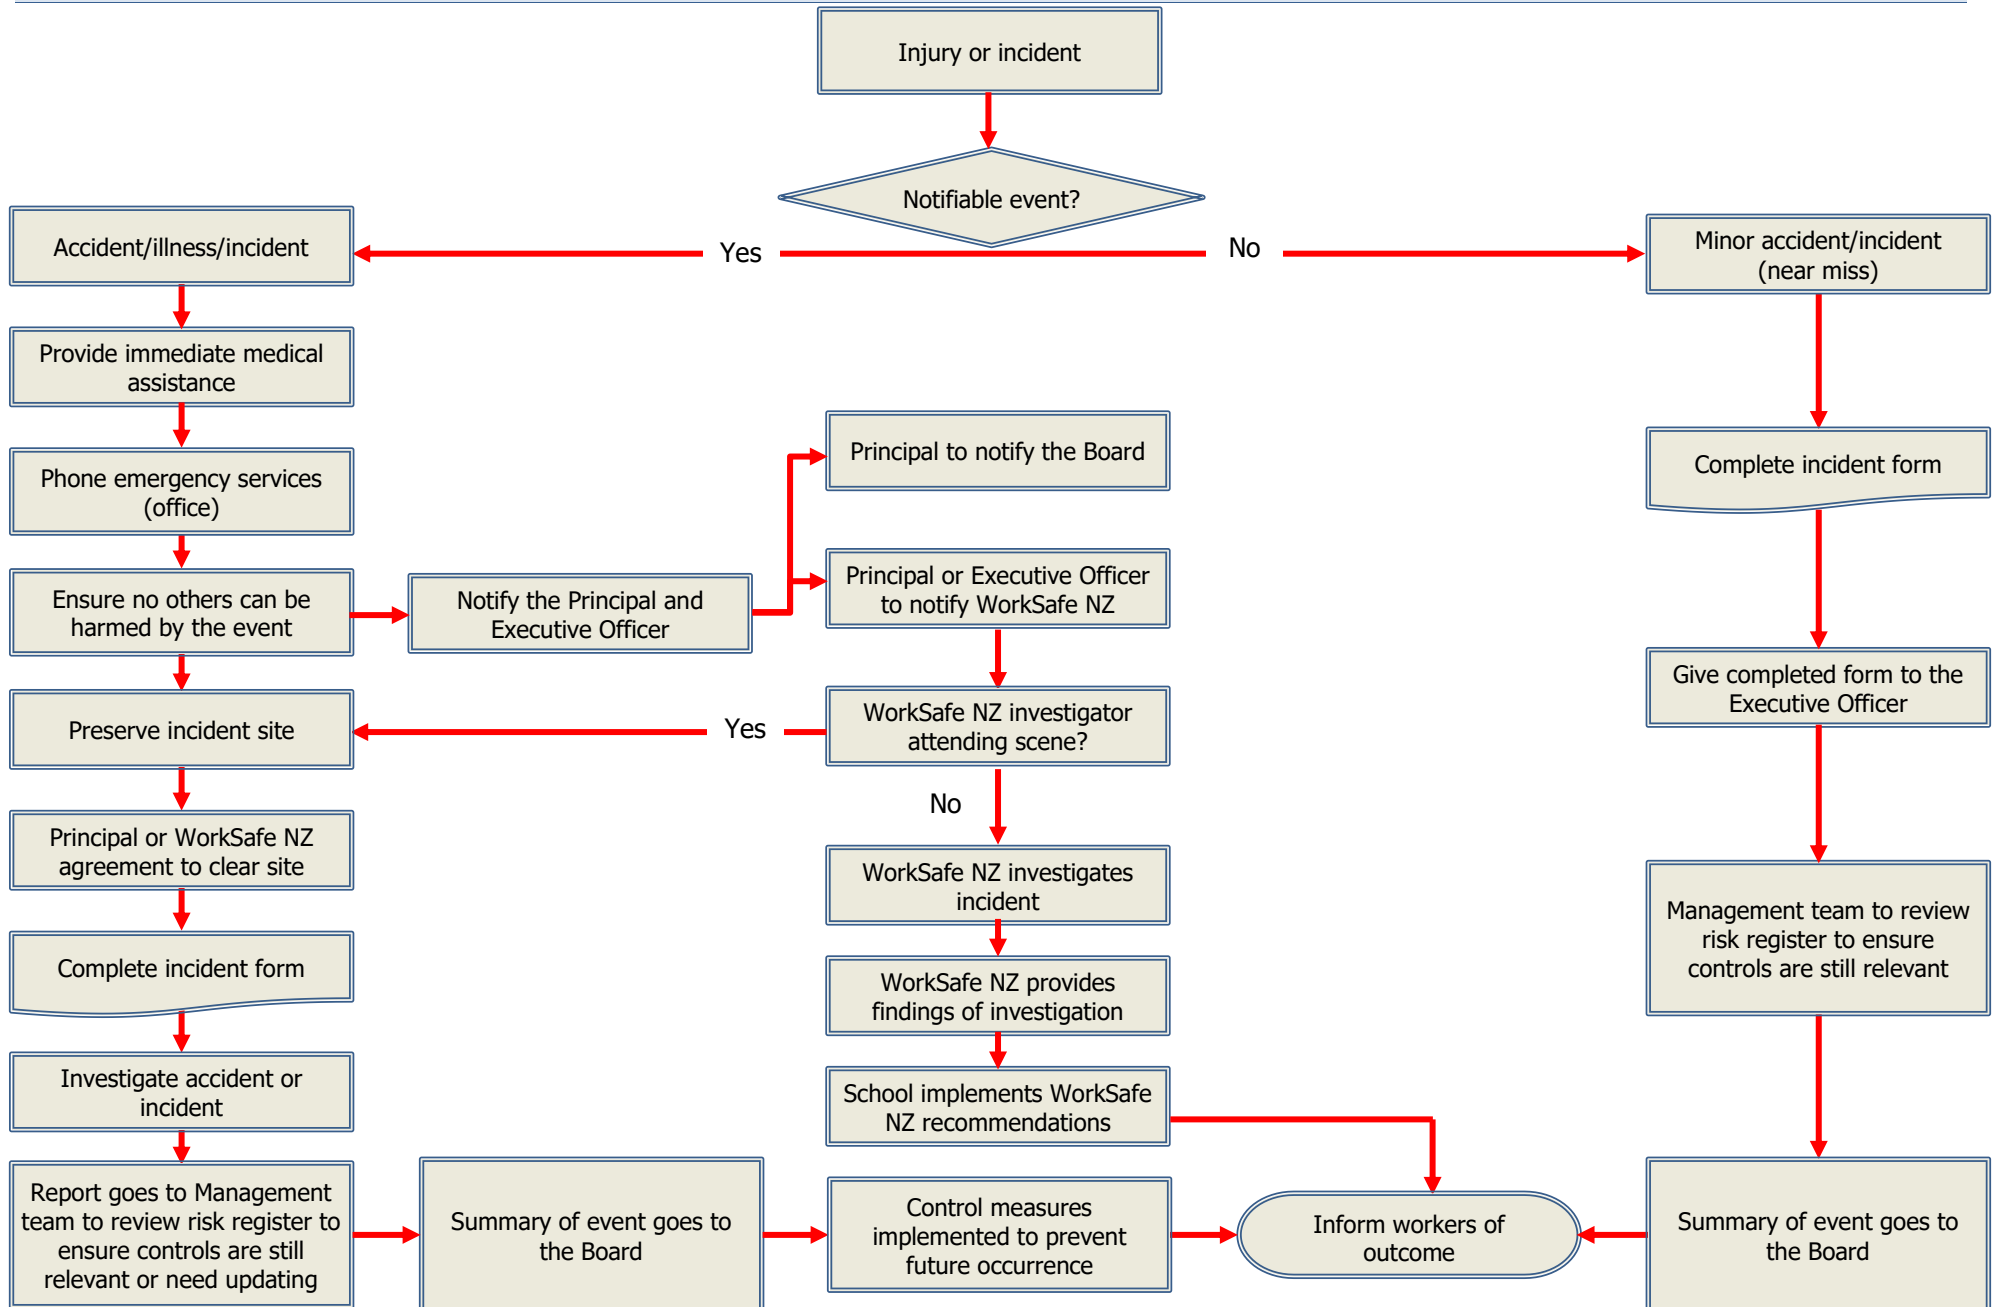 Injury or incident
Notifiable event?
Yes
No
Accident/illness/incident
Minor accident/incident
(near miss)
Provide immediate medical
assistance
Phone emergency services
(office)
Ensure no others can be
harmed by the event
Notify the Principal and
Executive Officer
Principal to notify the Board
Principal or Executive Officer
to notify WorkSafe NZ
WorkSafe NZ investigator
attending scene?
Yes
No
Preserve incident site
Principal or WorkSafe NZ
agreement to clear site
Complete incident form
Investigate accident or
incident
Report goes to Management
team to review risk register to
ensure controls are still
relevant or need updating
Summary of event goes to
the Board
WorkSafe NZ investigates
incident
WorkSafe NZ provides
findings of investigation
School implements WorkSafe
NZ recommendations
Control measures
implemented to prevent
future occurrence
Inform workers of
outcome
Complete incident form
Give completed form to the
Executive Officer
Management team to review
risk register to ensure
controls are still relevant
Summary of event goes to
the Board